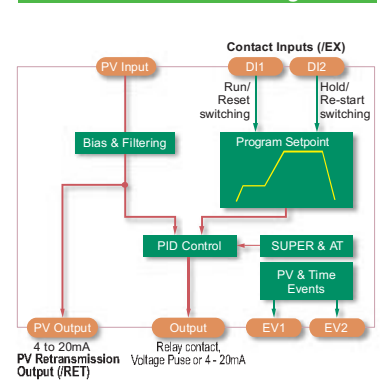 Contact Inputs (/EX)
PV Input
DI1
DI2
Run/
Reset
switching
Hold/
Re-start
switching
Bias & Filtering
Program Setpoint
PID Control
SUPER & AT
PV & Time
Events
PV Output
Output
EV1
EV2
4 to 20mA
PV Retransmission
Output (/RET)
Relay contact,
Voltage Puse or 4 - 20mA